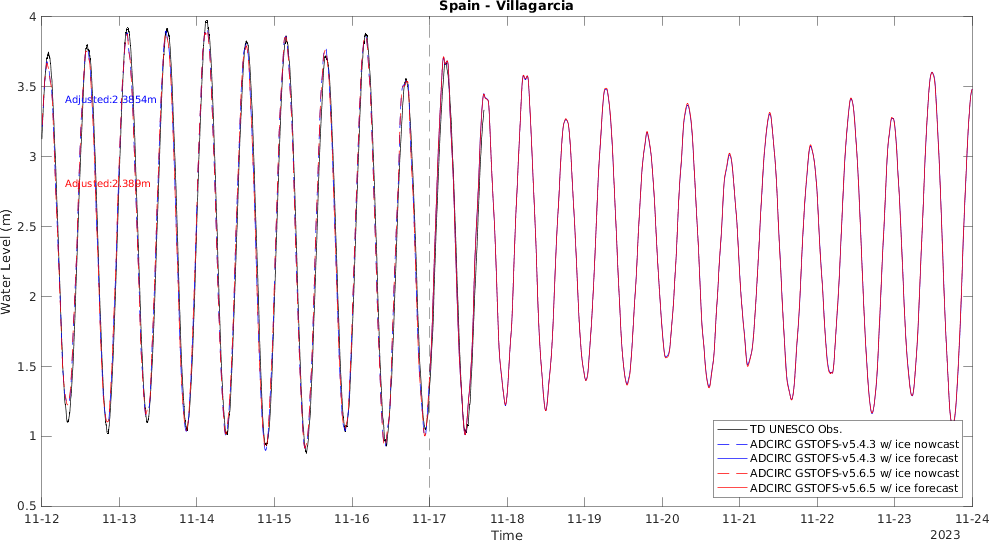 Spain - Villagarcia
4
3.5
3
2.5
2
1.5
1
0.5
Water Level (m)
Adjusted:2.3854m
Adjusted:2.389m
TD UNESCO Obs.
ADCIRC GSTOFS-v5.4.3 w/ ice nowcast
ADCIRC GSTOFS-v5.4.3 w/ ice forecast
ADCIRC GSTOFS-v5.6.5 w/ ice nowcast
ADCIRC GSTOFS-v5.6.5 w/ ice forecast
11-12 11-13 11-14 11-15 11-16 11-17 11-18 11-19 11-20 11-21 11-22 11-23 11-24
Time
2023